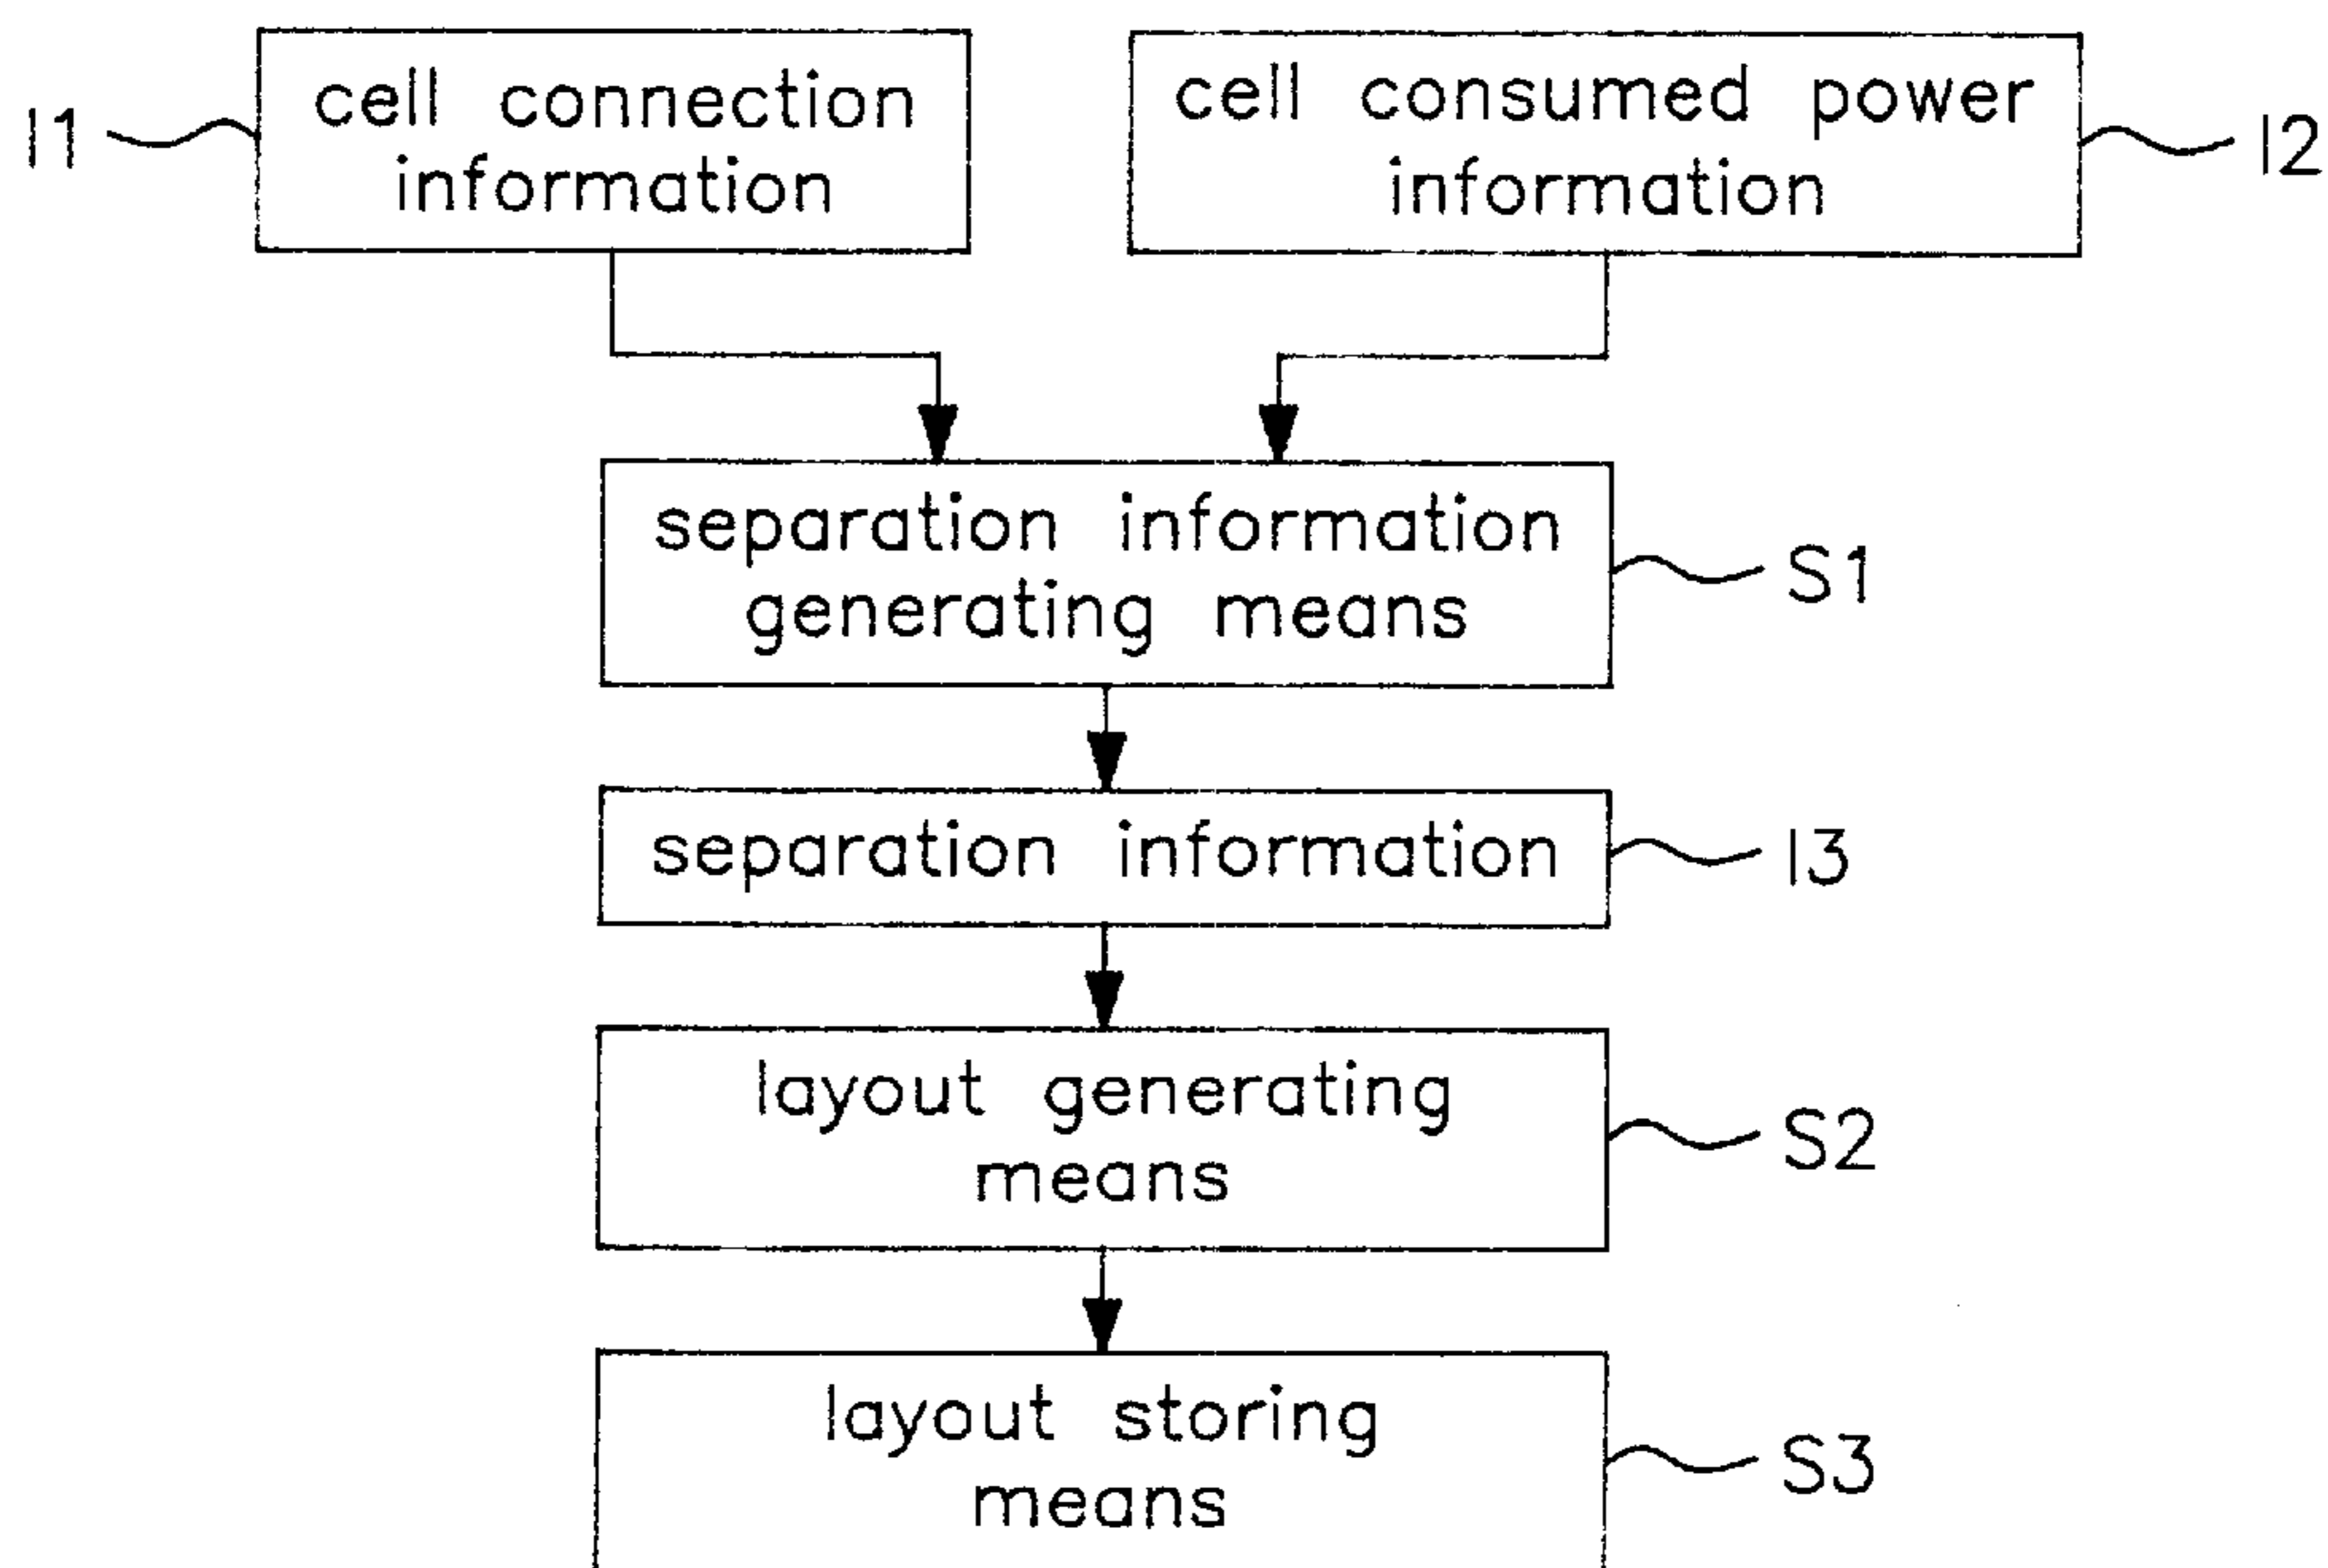 I1
cell connection
information
cell consumed power
information
I2
separation information
generating means
S1
separation information
I3
layout generating
means
S2
layout storing
means
S3